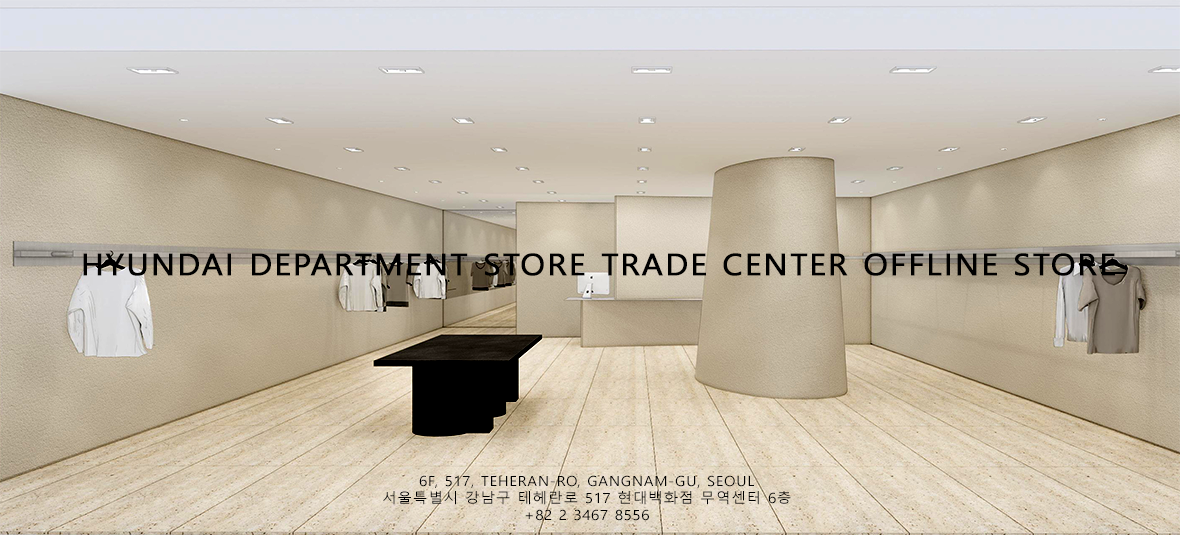 HYUNDAI DEPARTMENT STORE TRADE CENTER OFFLINE STORE
6F, 517, TEHERAN-RO, GANGNAM-GU, SEOUL
서울특별시 강남구 테헤란로 517 현대백화점 무역센터 6층
+82 2 3467 8556